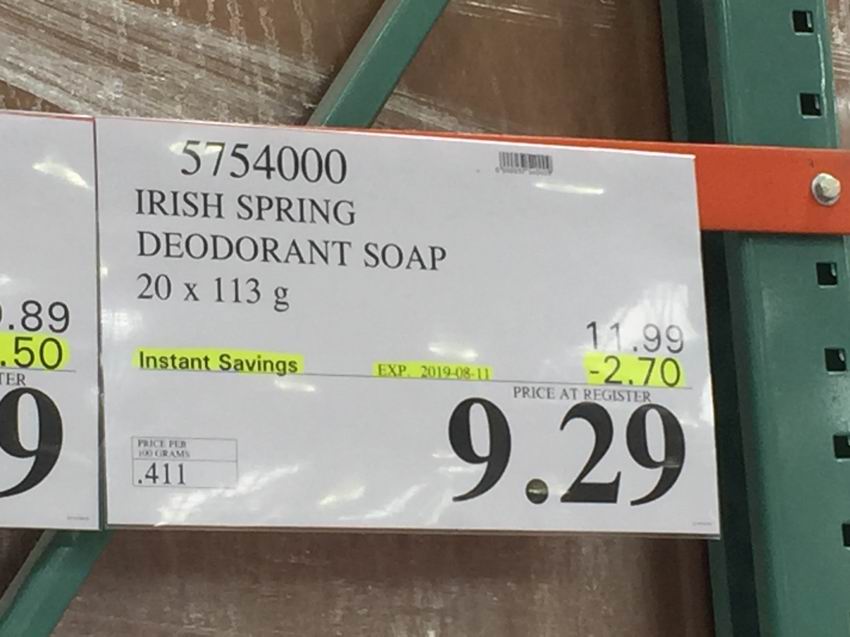 5754000
IRISH SPRING
DEODORANT SOAP
20 x 113 g
.89
11.99
.50
Instant Savings EXP. 2019-08-11 -2.70
TER
PRICE AT REGISTER
9
9.29
PRICE PER
100 GRAMS
.411